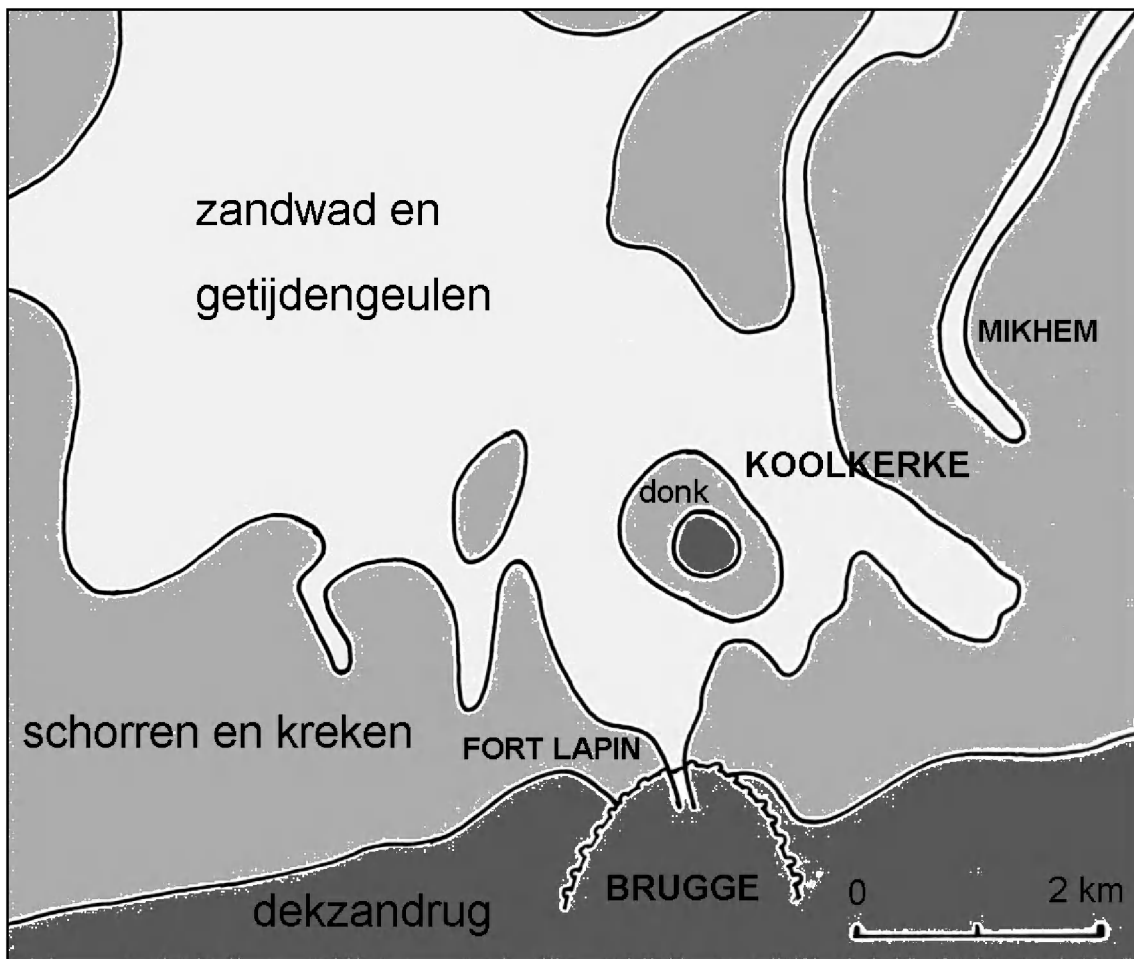 zandwad en
getijdengeulen
MIKHEM
KOOLKERKE
donk
schorren en kreken
FORT LAPIN
BRUGGE
dekzandrug
0 2 km